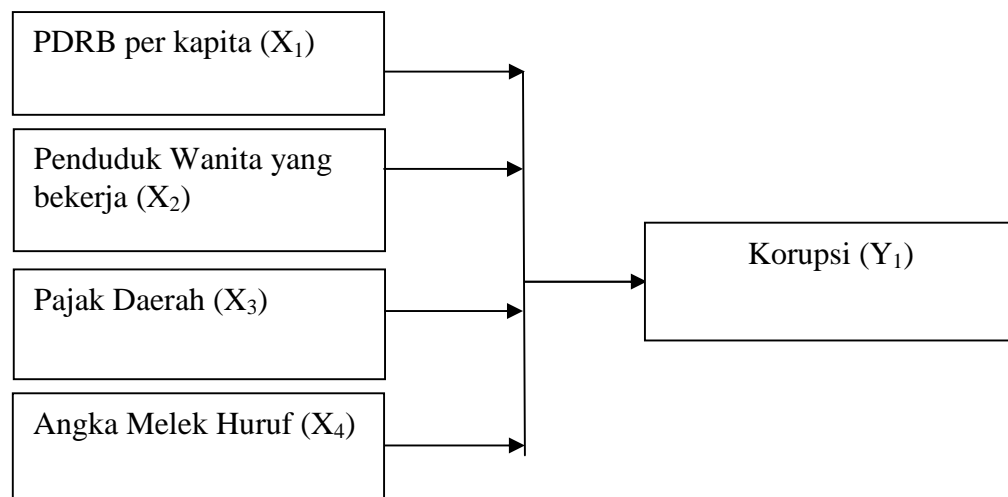 PDRB per kapita (X₁)
Penduduk Wanita yang
bekerja (X₂)
Pajak Daerah (X₃)
Angka Melek Huruf (X₄)
Korupsi (Y₁)